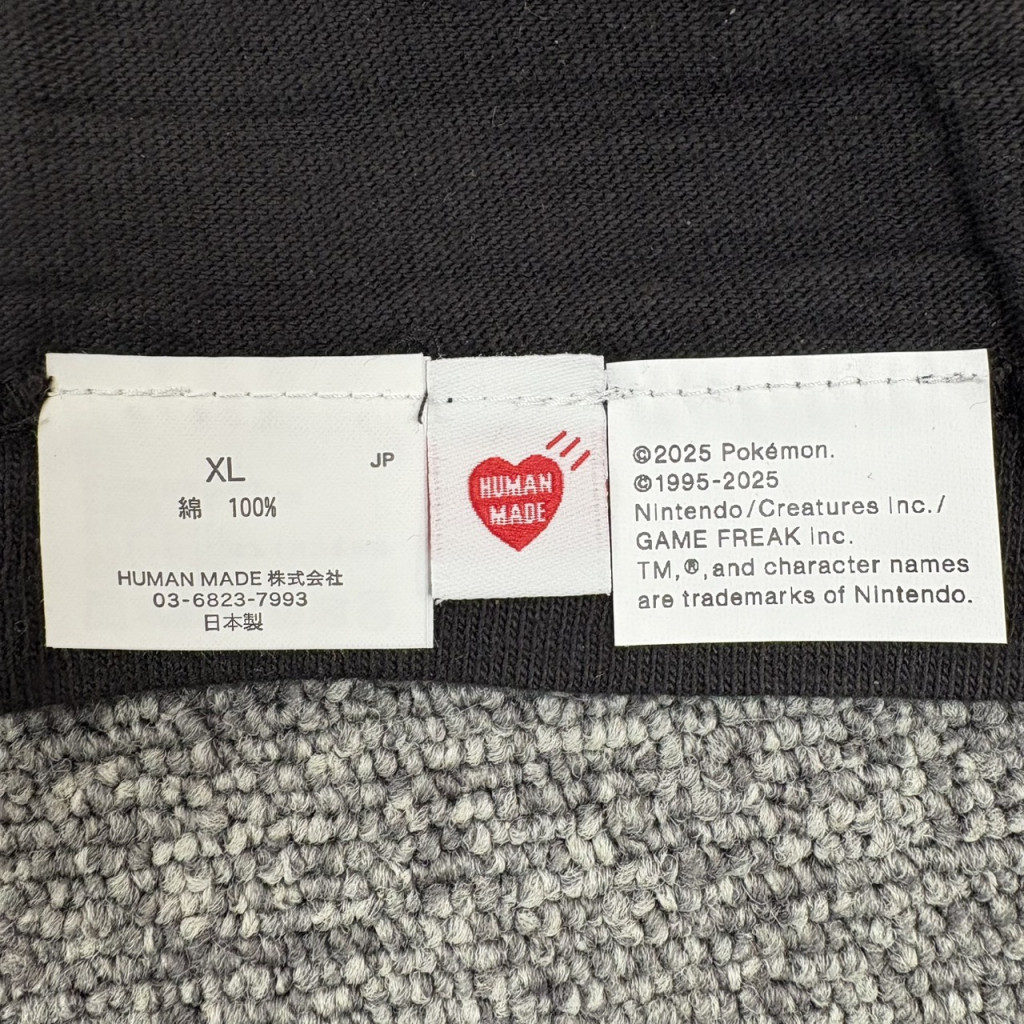 XL
JP
綿 100%
HUMAN MADE 株式会社
03-6823-7993
日本製
HUMAN
MADE
©2025 Pokémon.
©1995-2025
Nintendo/Creatures Inc./
GAME FREAK inc.
TM,®,and character names
are trademarks of Nintendo.